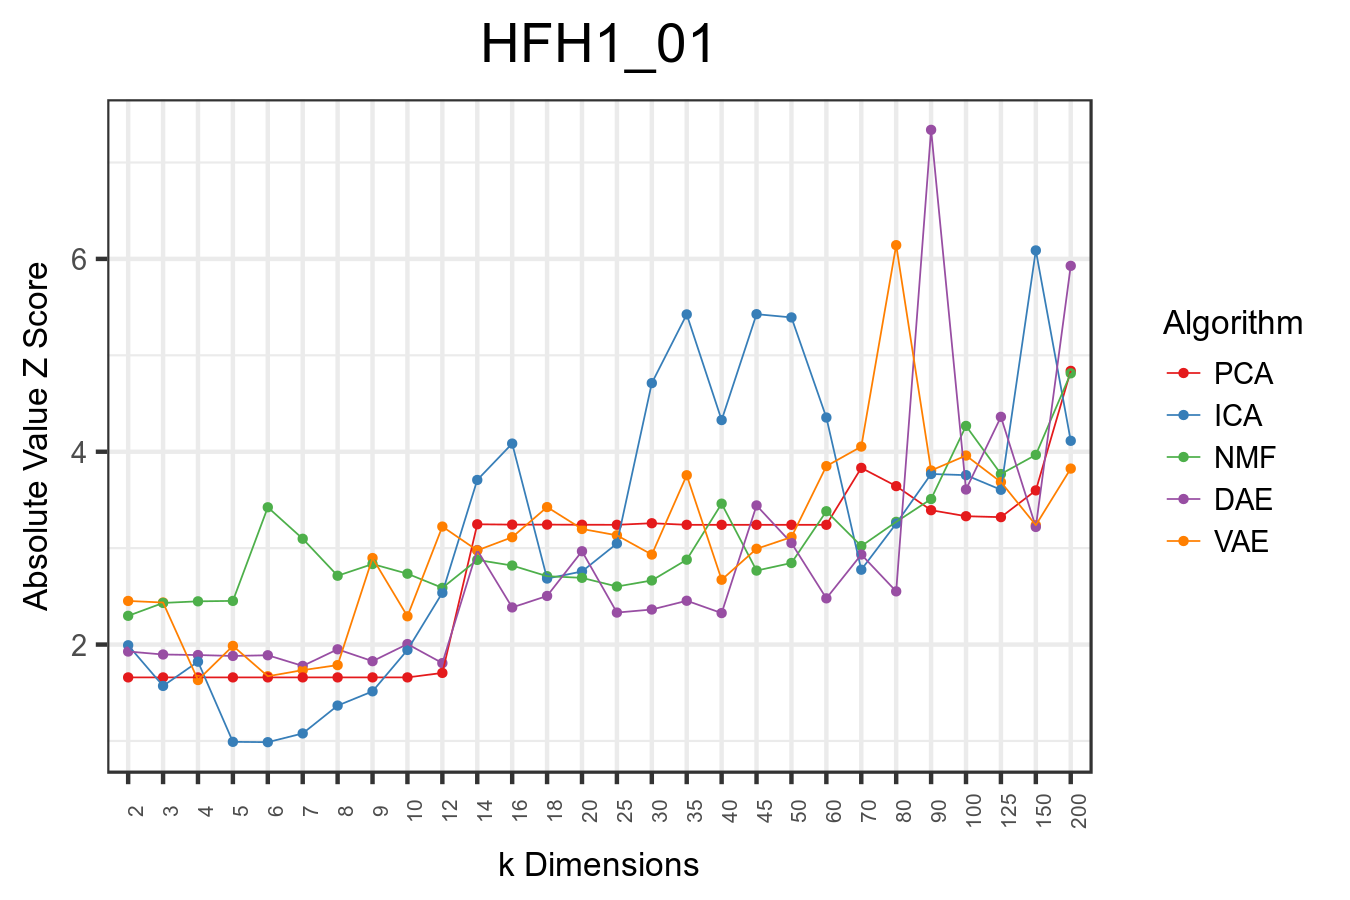 HFH1_01
Absolute Value Z Score
6
4
2
2 3 4 5 6 7 8 9 10 12 14 16 18 20 25 30 35 40 45 50 60 70 80 90 100 125 150 200
k Dimensions
Algorithm
PCA
ICA
NMF
DAE
VAE